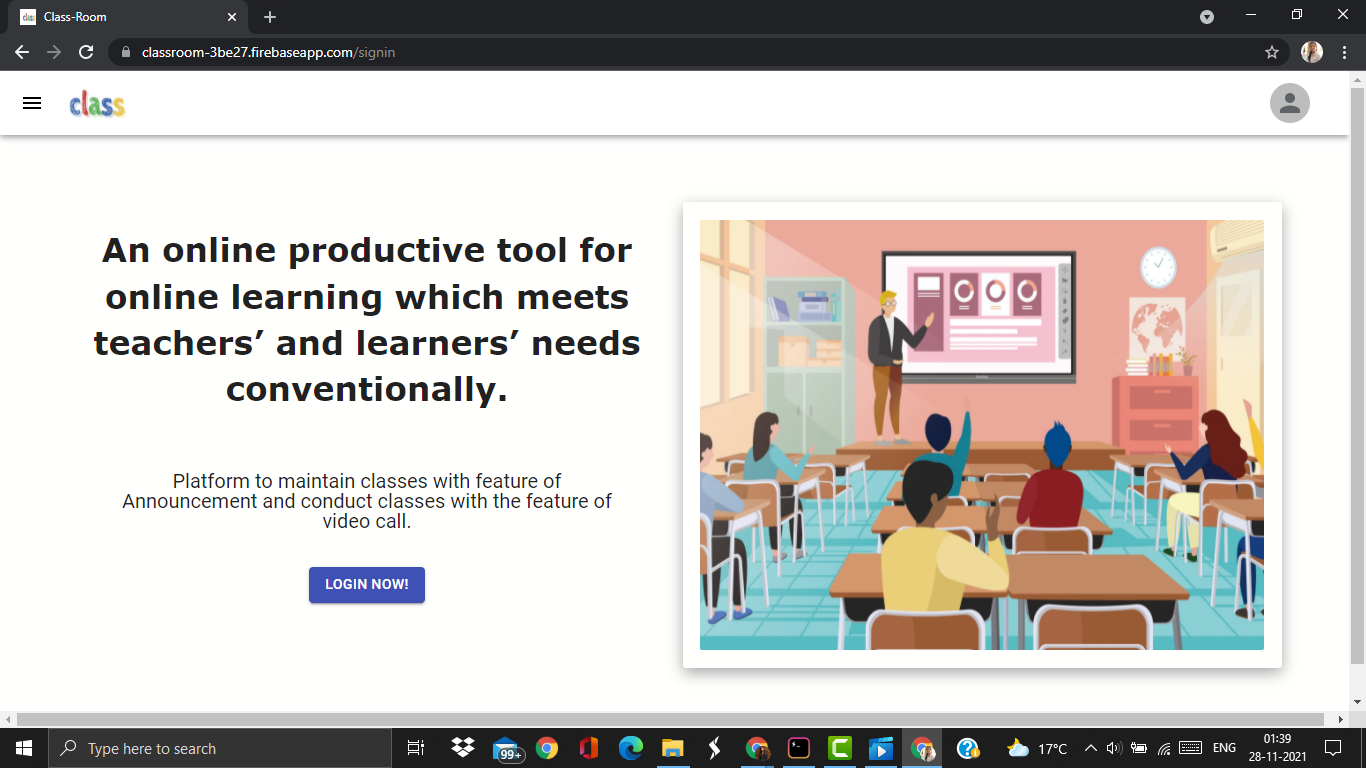 Class-Room
classroom-3be27.firebaseapp.com/signin
class
An online productive tool for
online learning which meets
teachers’ and learners’ needs
conventionally.
Platform to maintain classes with feature of
Announcement and conduct classes with the feature of
video call.
LOGIN NOW!
Type here to search
99+
17°C
ENG
01:39
28-11-2021